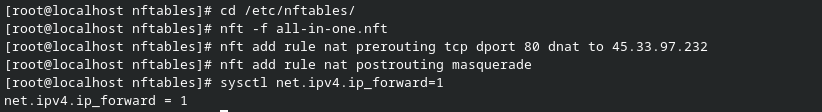 [root@localhost nftables]# cd /etc/nftables/
[root@localhost nftables]# nft -f all-in-one.nft
[root@localhost nftables]# nft add rule nat prerouting tcp dport 80 dnat to 45.33.97.232
[root@localhost nftables]# nft add rule nat postrouting masquerade
[root@localhost nftables]# sysctl net.ipv4.ip_forward=1
net.ipv4.ip_forward = 1